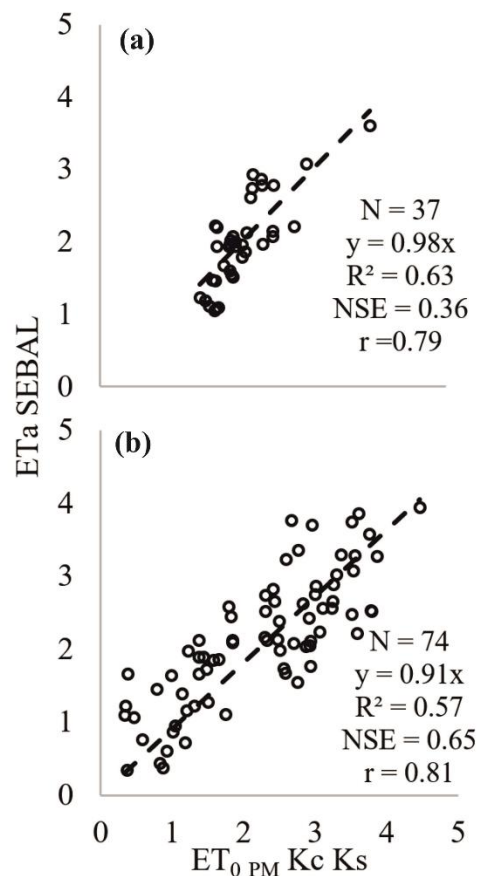 ETa SEBAL
(a)
5
4
3
2
1
0
N = 37
y = 0.98x
R² = 0.63
NSE = 0.36
r =0.79
(b)
5
4
3
2
1
0
N = 74
y = 0.91x
R² = 0.57
NSE = 0.65
r = 0.81
0 1 2 3 4 5
ET₀ PM Kc Ks